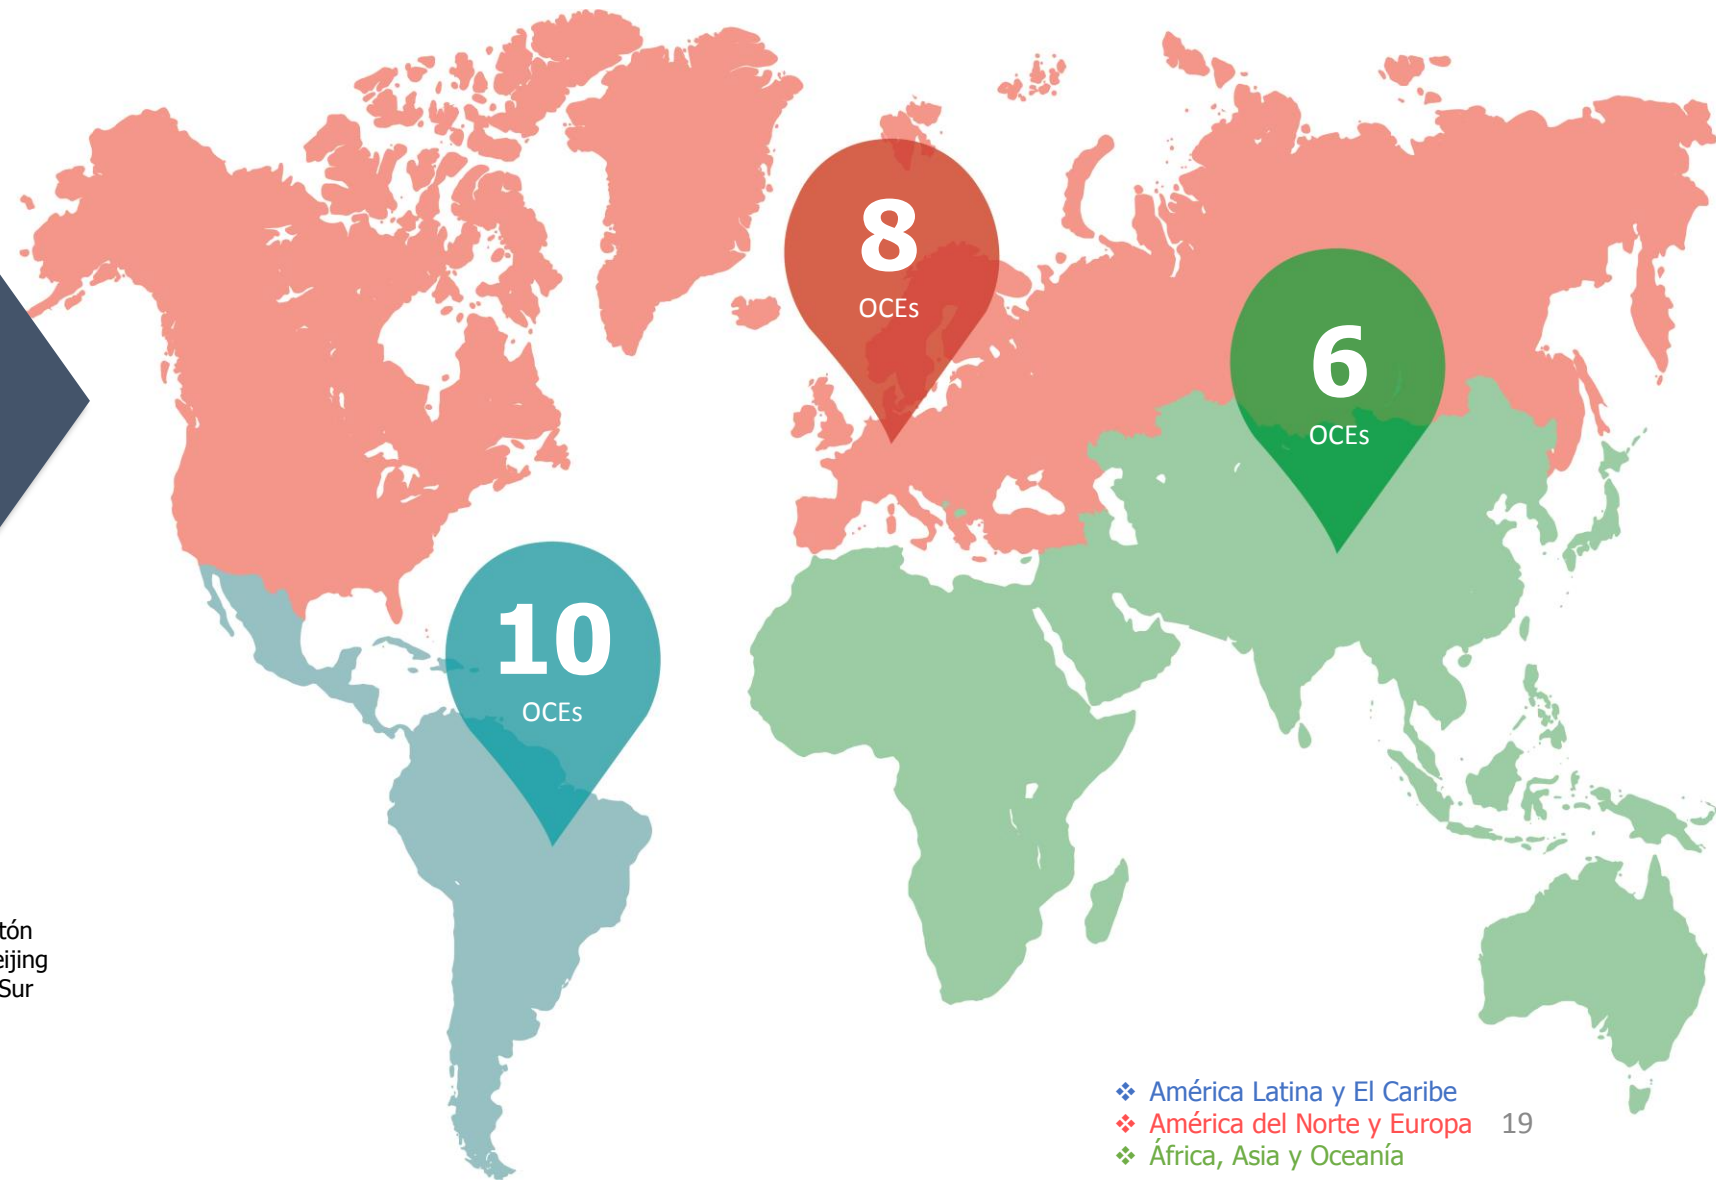 8
OCEs
6
OCEs
10
OCEs
tón
eijing
Sur
❖ América Latina y El Caribe
❖ América del Norte y Europa 19
❖ África, Asia y Oceanía